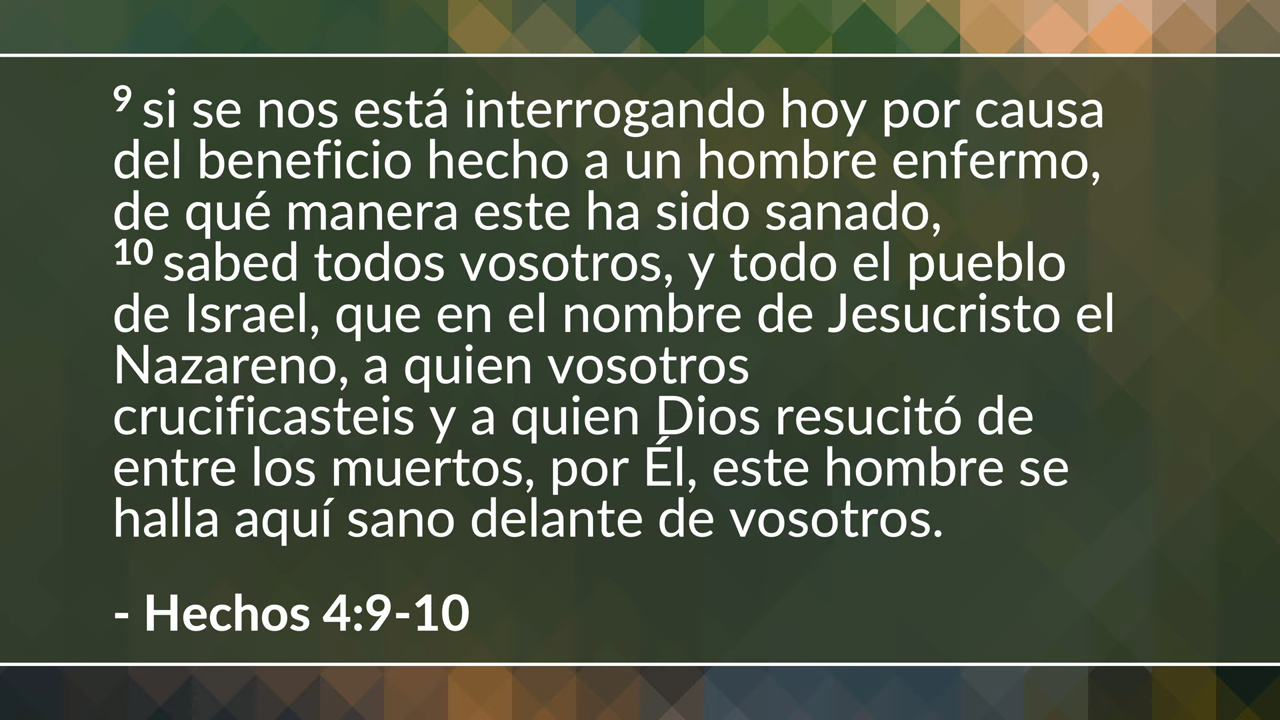 9 si se nos está interrogando hoy por causa
del beneficio hecho a un hombre enfermo,
de qué manera este ha sido sanado,
10 sabed todos vosotros, y todo el pueblo
de Israel, que en el nombre de Jesucristo el
Nazareno, a quien vosotros
crucificasteis y a quien Dios resucitó de
entre los muertos, por Él, este hombre se
halla aquí sano delante de vosotros.
- Hechos 4:9-10